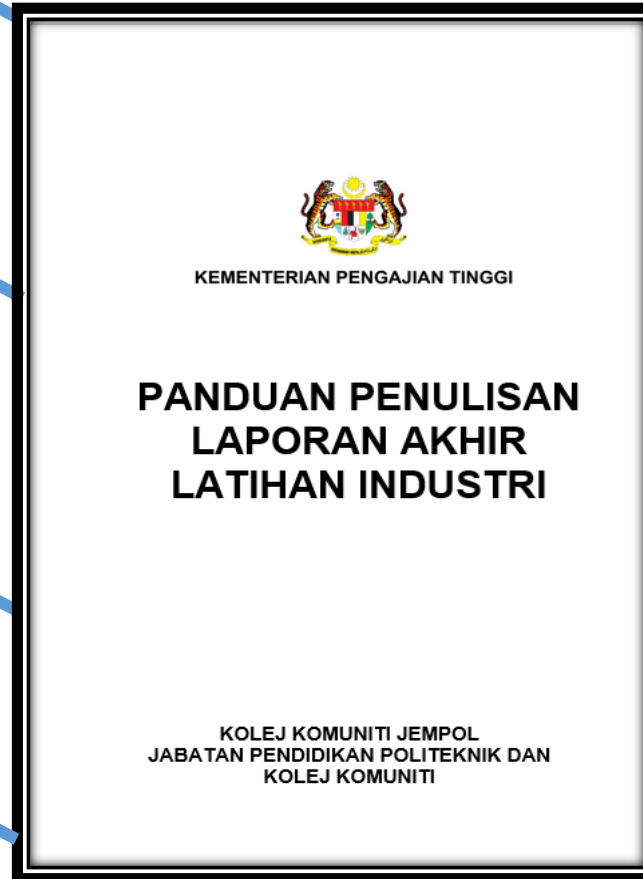 KEMENTERIAN PENGAJIAN TINGGI
PANDUAN PENULISAN
LAPORAN AKHIR
LATIHAN INDUSTRI
KOLEJ KOMUNITI JEMPOL
JABATAN PENDIDIKAN POLITEKNIK DAN
KOLEJ KOMUNITI